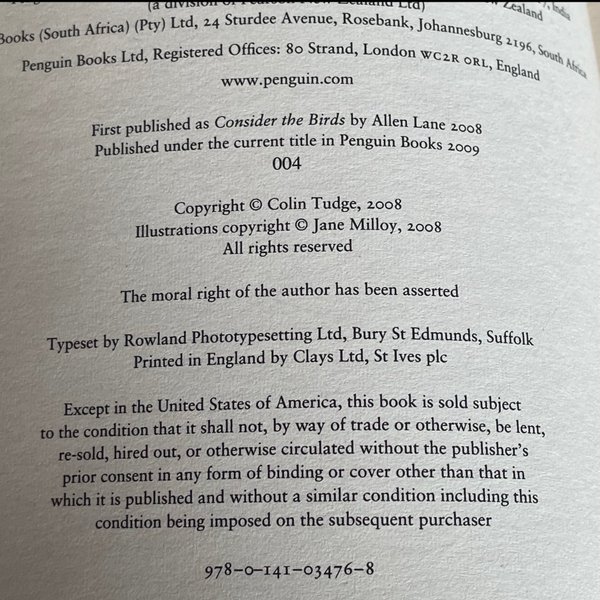 (a division of Pearson New Zealand Ltd)
Books (South Africa) (Pty) Ltd, 24 Sturdee Avenue, Rosebank, Johannesburg 2196, South Africa
Penguin Books Ltd, Registered Offices: 80 Strand, London WC2R 0RL, England
www.penguin.com
First published as Consider the Birds by Allen Lane 2008
Published under the current title in Penguin Books 2009
004
Copyright © Colin Tudge, 2008
Illustrations copyright © Jane Milloy, 2008
All rights reserved
The moral right of the author has been asserted
Typeset by Rowland Phototypesetting Ltd, Bury St Edmunds, Suffolk
Printed in England by Clays Ltd, St Ives plc
Except in the United States of America, this book is sold subject
to the condition that it shall not, by way of trade or otherwise, be lent,
re-sold, hired out, or otherwise circulated without the publisher's
prior consent in any form of binding or cover other than that in
which it is published and without a similar condition including this
condition being imposed on the subsequent purchaser
978-0-141-03476-8